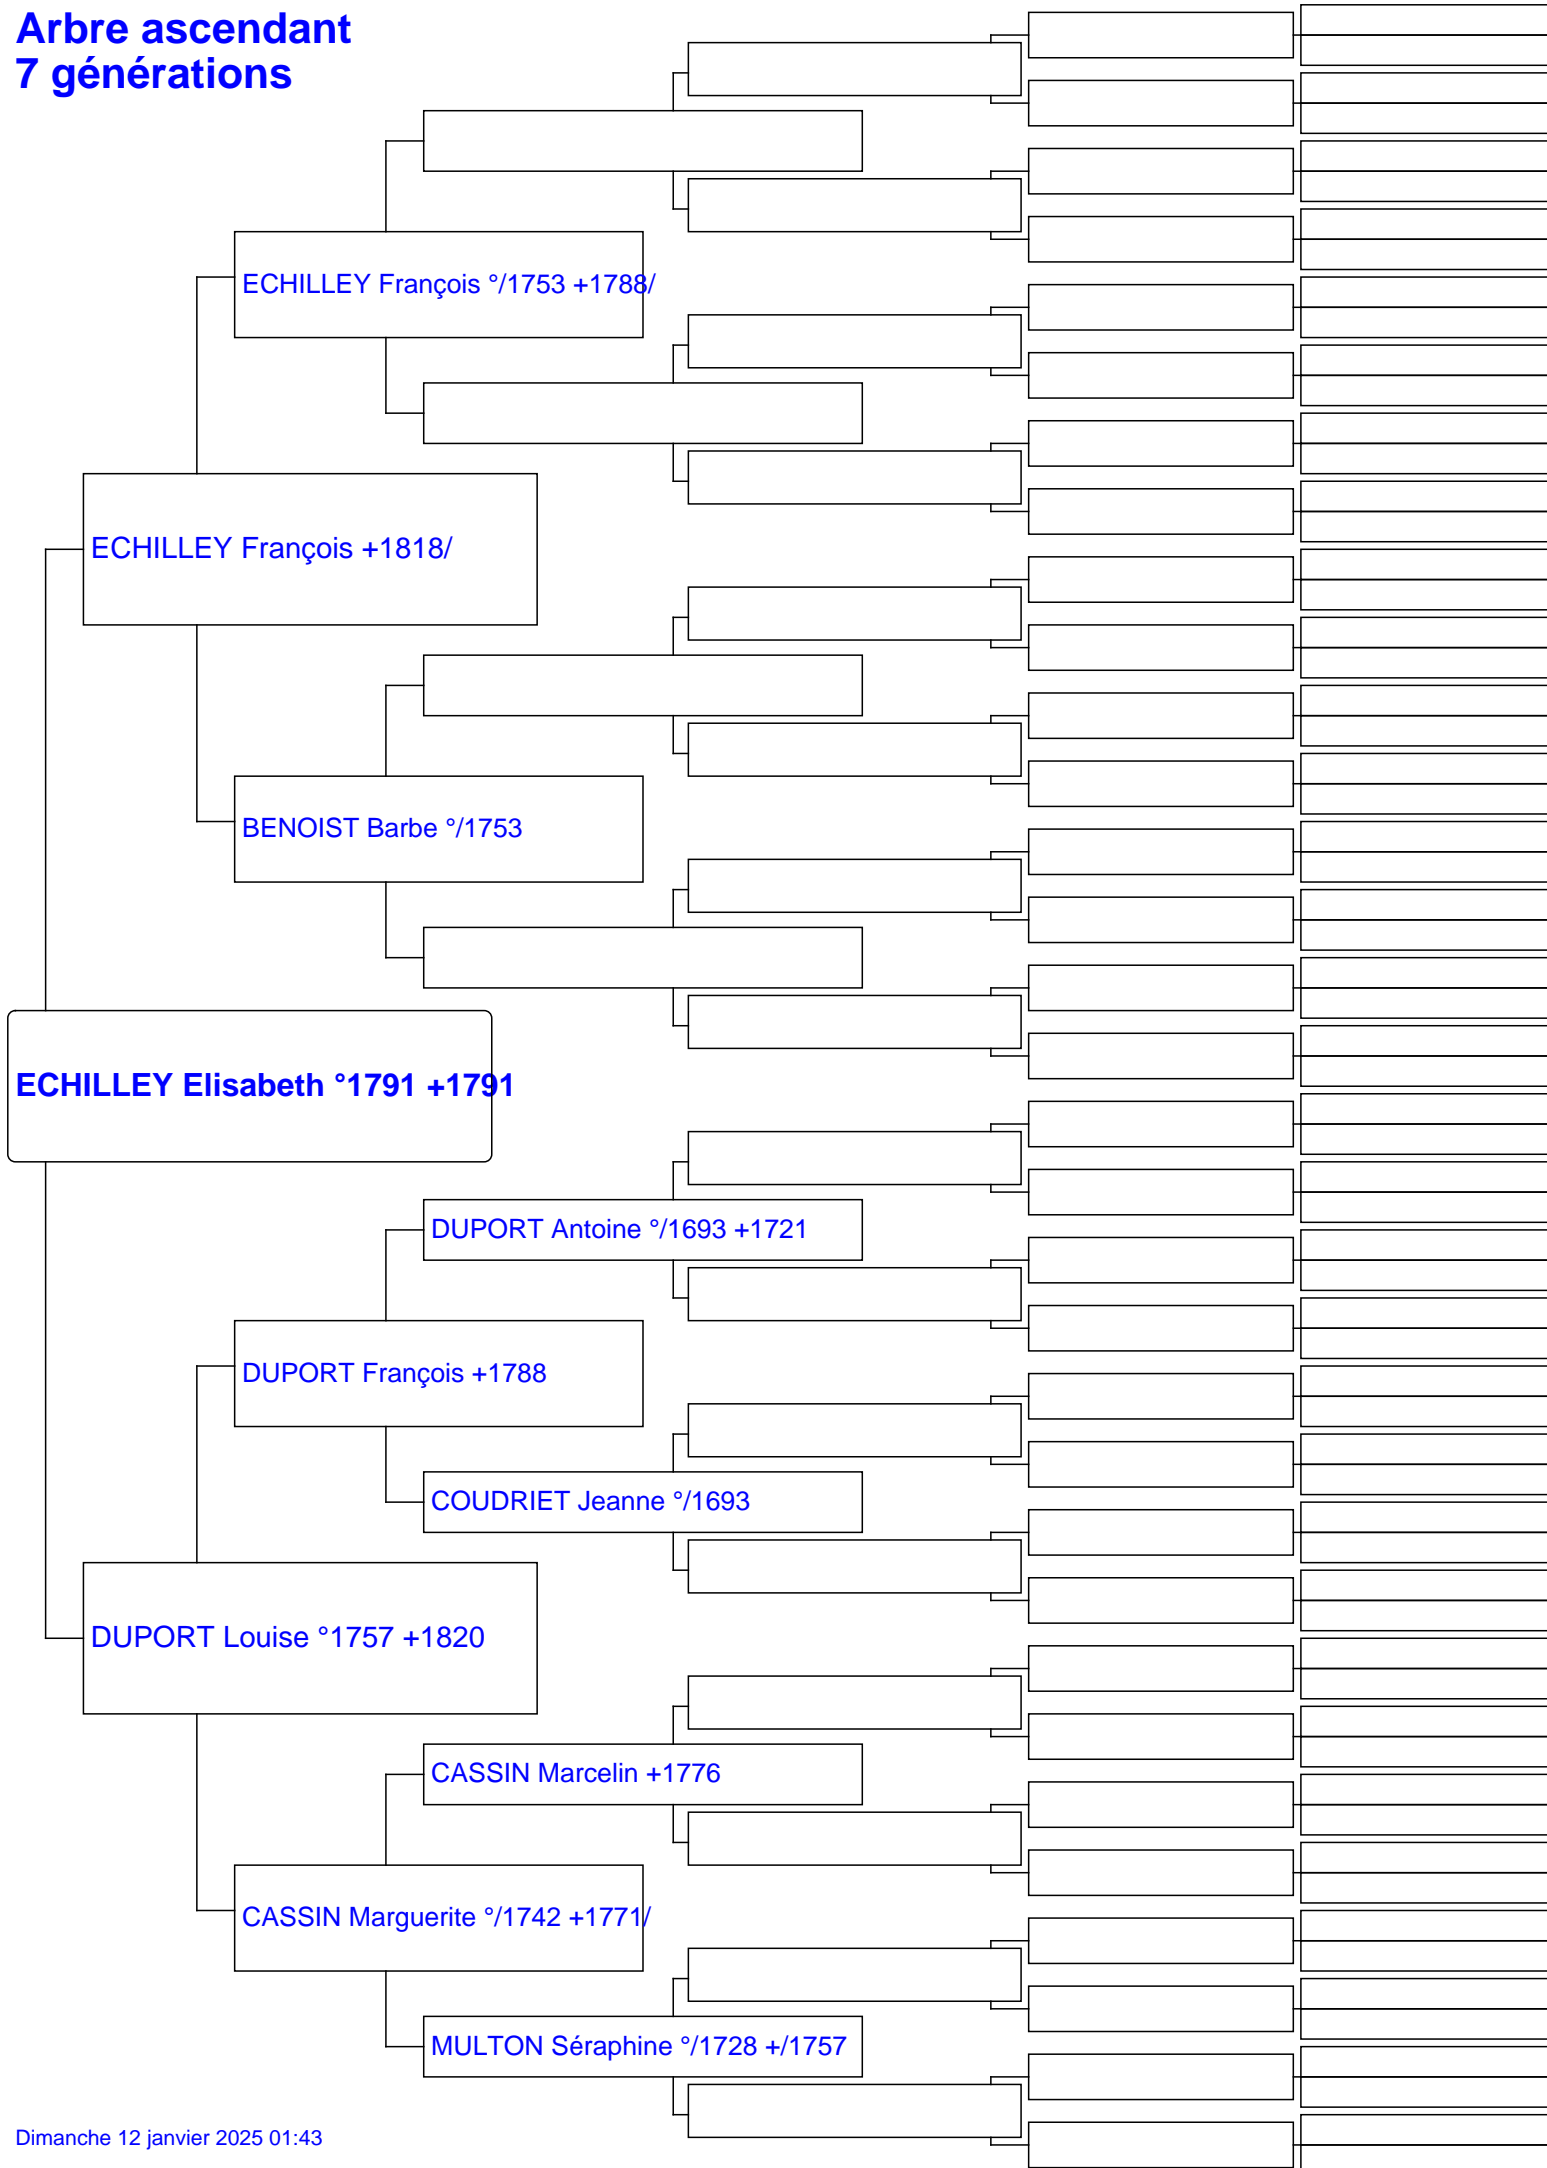 Arbre ascendant
7 générations
ECHILLEY François °/1753 +1788/
ECHILLEY François +1818/
BENOIST Barbe °/1753
ECHILLEY Elisabeth °1791 +1791
DUPORT Antoine °/1693 +1721
DUPORT François +1788
COUDRIET Jeanne °/1693
DUPORT Louise °1757 +1820
CASSIN Marcelin +1776
CASSIN Marguerite °/1742 +1771/
MULTON Séraphine °/1728 +/1757
Dimanche 12 janvier 2025 01:43